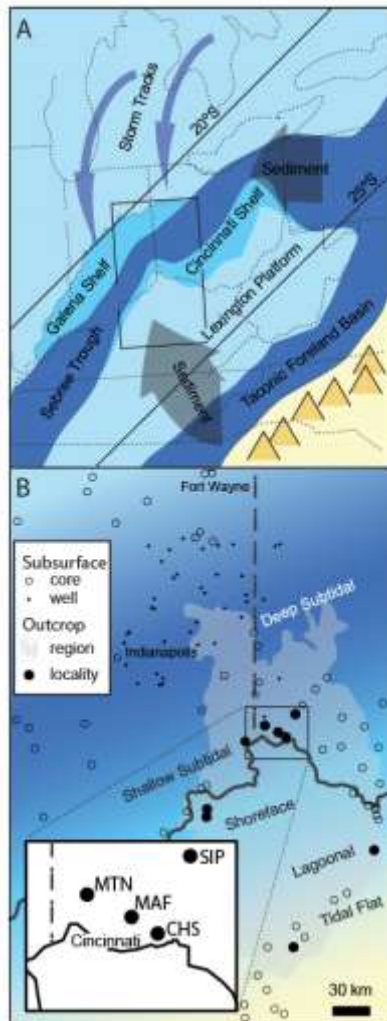 A
Storm Tracks
20°S
Sediment
25°S
Cincinnati Shelf
Galena Shelf
Lexington Platform
Sebree Trough
Sediment
Taconic Foreland Basin
B
Fort Wayne
Subsurface
core
well
Outcrop
region
locality
Deep Subtidal
Indianapolis
Shallow Subtidal
Shoreface
Lagoonal
Tidal Flat
SIP
MTN
MAF
CHS
Cincinnati
30 km